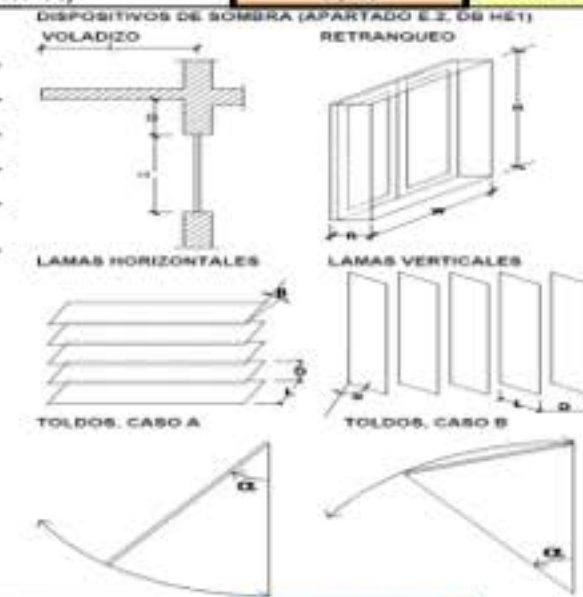 DISPOSITIVOS DE SOMBRA (APARTADO E.2, DB HE1)
VOLADIZO RETRANQUEO
L
D
H
H
R W
LAMAS HORIZONTALES LAMAS VERTICALES
B
D
L
L D
TOLDOS. CASO A TOLDOS. CASO B
α α